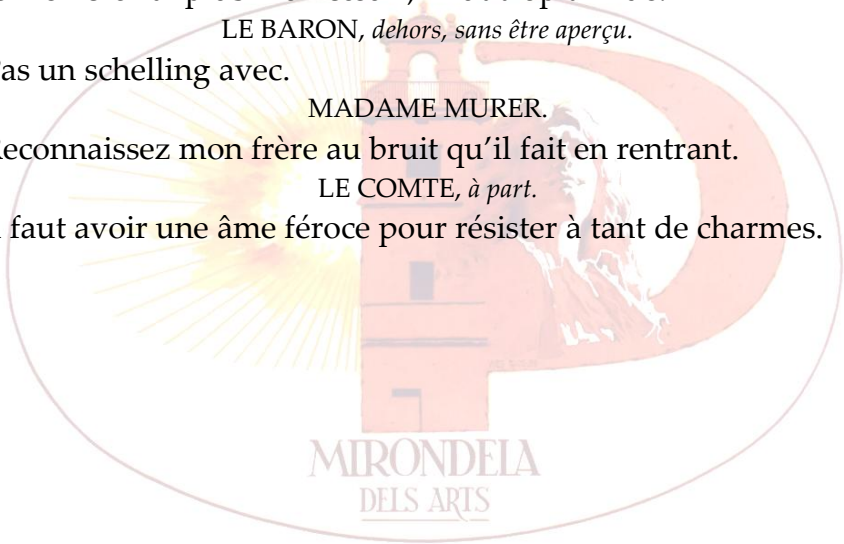 LE BARON, dehors, sans être aperçu.
as un schelling avec.
MADAME MURER.
econnaissez mon frère au bruit qu'il fait en rentrant.
LE COMTE, à part.
faut avoir une âme féroce pour résister à tant de charmes.
MIRONDELA
DELS ARTS